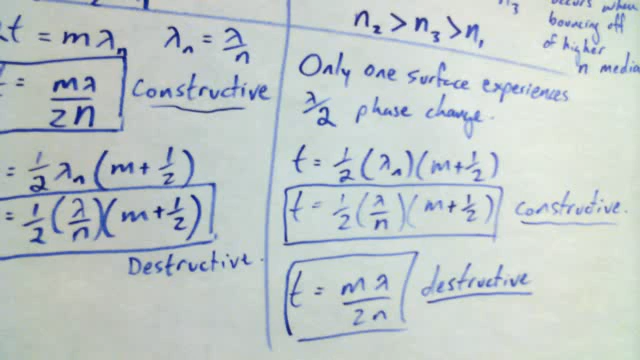 t = mλₙ λₙ = λ/n
t = mλ/2n Constructive
= 1/2 λₙ (m + 1/2)
= 1/2 (λ/n)(m + 1/2)
Destructive.
n₂ > n₃ > n₁
n₃ occurs when
bouncing off
of higher
n media
Only one surface experiences
λ/2 phase change.
t = 1/2 (λₙ)(m + 1/2)
t = 1/2 (λ/n)(m + 1/2) constructive.
t = mλ/2n destructive